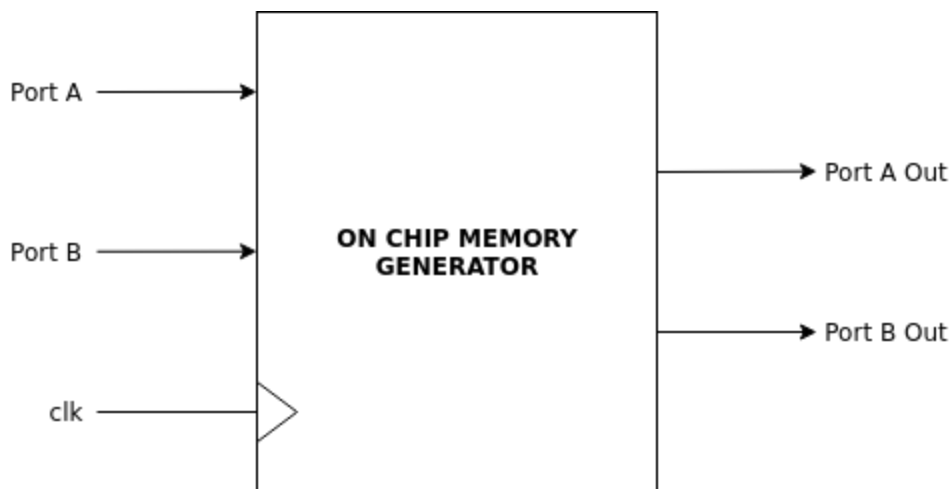 Port A
Port A Out
ON CHIP MEMORY
GENERATOR
Port B
Port B Out
clk